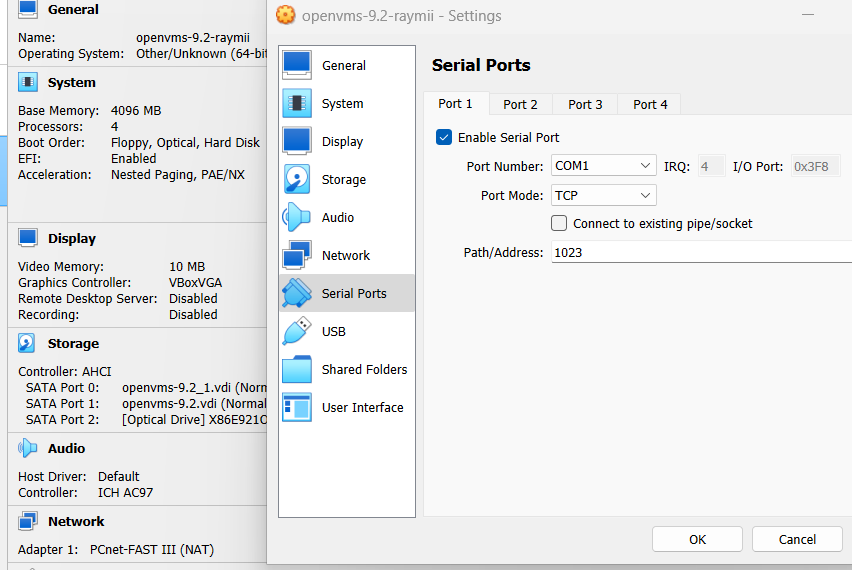 General
Name: openvms-9.2-raymii
Operating System: Other/Unknown (64-bit
System
Base Memory: 4096 MB
Processors: 4
Boot Order: Floppy, Optical, Hard Disk
EFI: Enabled
Acceleration: Nested Paging, PAE/NX
Display
Video Memory: 10 MB
Graphics Controller: VBoxVGA
Remote Desktop Server: Disabled
Recording: Disabled
Storage
Controller: AHCI
SATA Port 0: openvms-9.2_1.vdi (Norm
SATA Port 1: openvms-9.2.vdi (Normal
SATA Port 2: [Optical Drive] X86E921O
Audio
Host Driver: Default
Controller: ICH AC97
Network
Adapter 1: PCnet-FAST III (NAT)
openvms-9.2-raymii - Settings
General
System
Display
Storage
Audio
Network
Serial Ports
USB
Shared Folders
User Interface
Serial Ports
Port 1 Port 2 Port 3 Port 4
Enable Serial Port
Port Number: COM1 IRQ: 4 I/O Port: 0x3F8
Port Mode: TCP
Connect to existing pipe/socket
Path/Address: 1023
OK Cancel